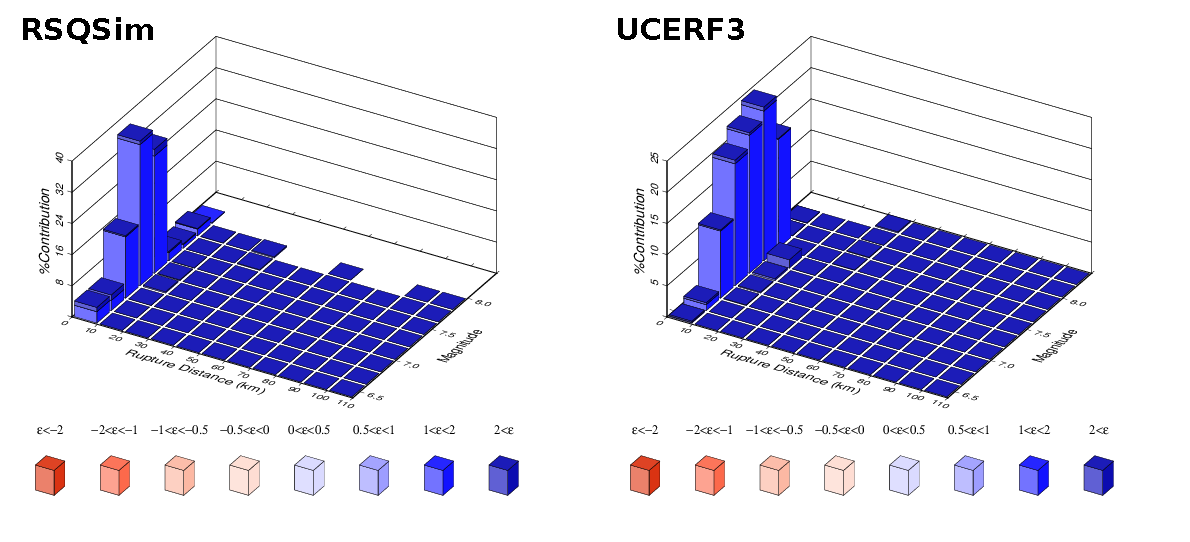 RSQSim
%Contribution
40
32
24
16
8
0
10
20
30
40
50
60
70
80
90
100
110
Rupture Distance (km)
8.0
7.5
7.0
6.5
Magnitude
ε<−2
−2<ε<−1
−1<ε<−0.5
−0.5<ε<0
0<ε<0.5
0.5<ε<1
1<ε<2
2<ε
UCERF3
%Contribution
25
20
15
10
5
0
10
20
30
40
50
60
70
80
90
100
110
Rupture Distance (km)
8.0
7.5
7.0
6.5
Magnitude
ε<−2
−2<ε<−1
−1<ε<−0.5
−0.5<ε<0
0<ε<0.5
0.5<ε<1
1<ε<2
2<ε